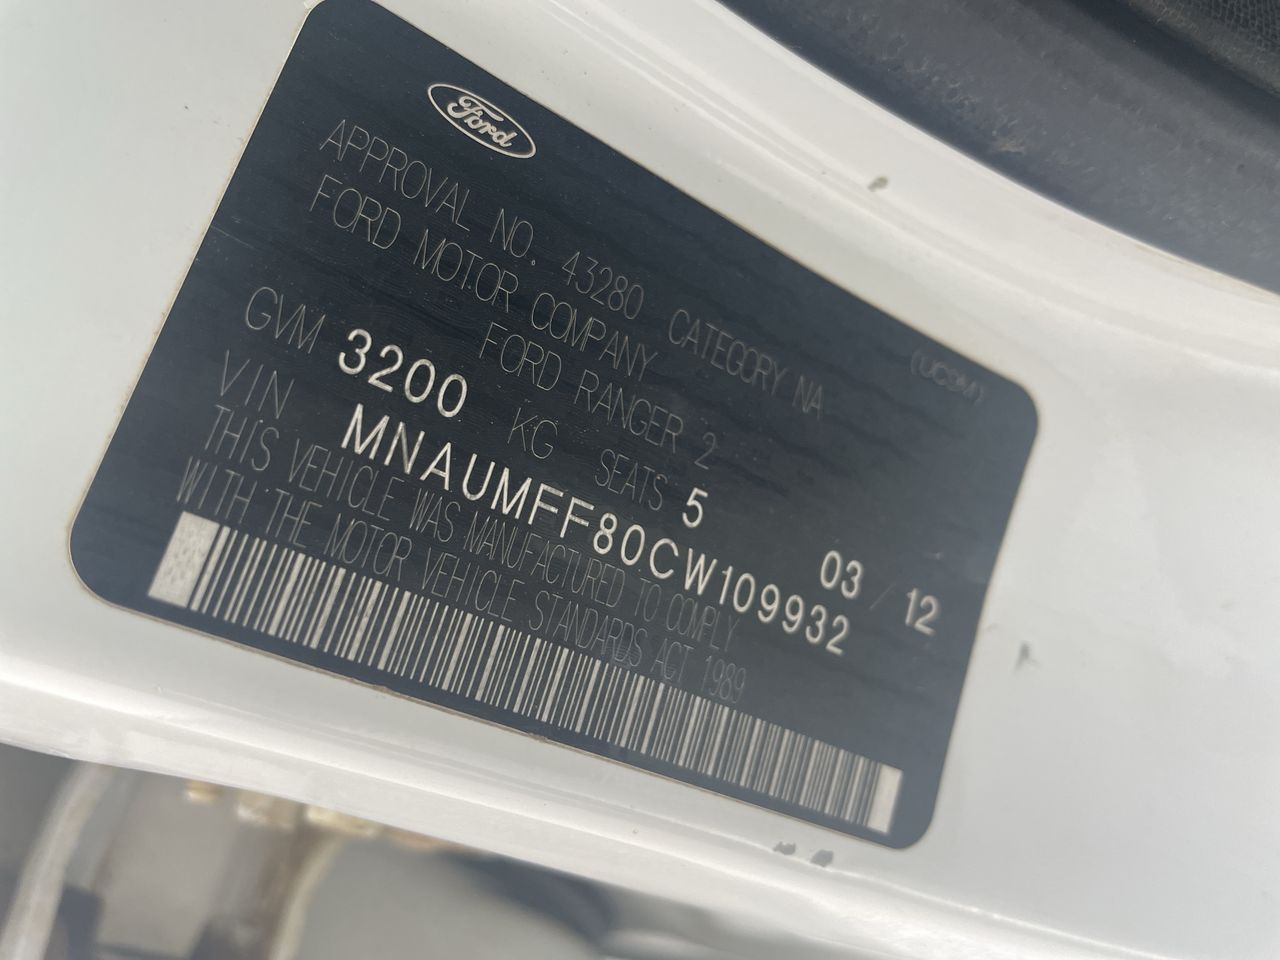 Ford
APPROVAL NO. 43280 CATEGORY NA (UCDM)
FORD MOTOR COMPANY
FORD RANGER 2
GVM 3200 KG SEATS 5 03/12
VIN MNAUMFF80CW109932
THIS VEHICLE WAS MANUFACTURED TO COMPLY
WITH THE MOTOR VEHICLE STANDARDS ACT 1989